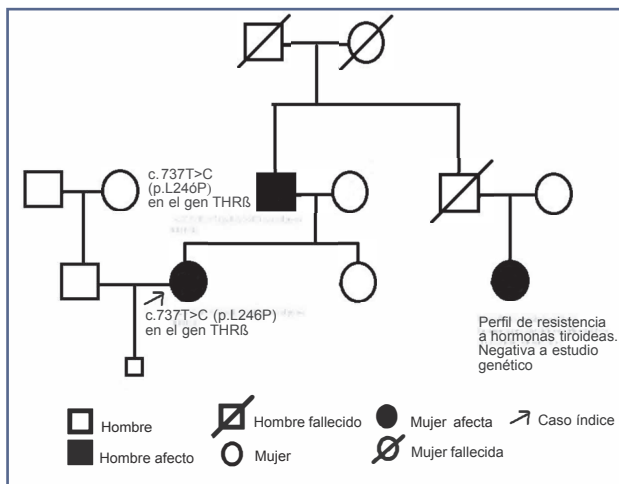 c.737T>C
(p.L246P)
en el gen THRß
c.737T>C (p.L246P)
en el gen THRß
Perfil de resistencia
a hormonas tiroideas.
Negativa a estudio
genético
Hombre
Hombre fallecido
Mujer afecta
Caso índice
Hombre afecto
Mujer
Mujer fallecida